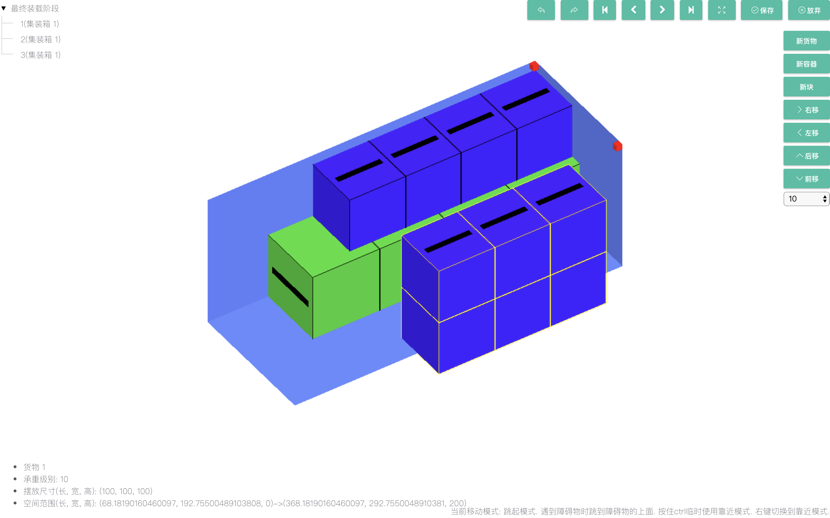 最终装载阶段
1(集装箱 1)
2(集装箱 1)
3(集装箱 1)
保存
放弃
新货物
新容器
新块
右移
左移
后移
前移
10
货物 1
承重级别: 10
摆放尺寸(长, 宽, 高): (100, 100, 100)
空间范围(长, 宽, 高): (68.18190160460097, 192.75500489103808, 0)->(368.18190160460097, 292.7550048910381, 200)
当前移动模式: 跳起模式. 遇到障碍物时跳到障碍物的上面. 按住ctrl临时使用靠近模式. 右键切换到靠近模式.